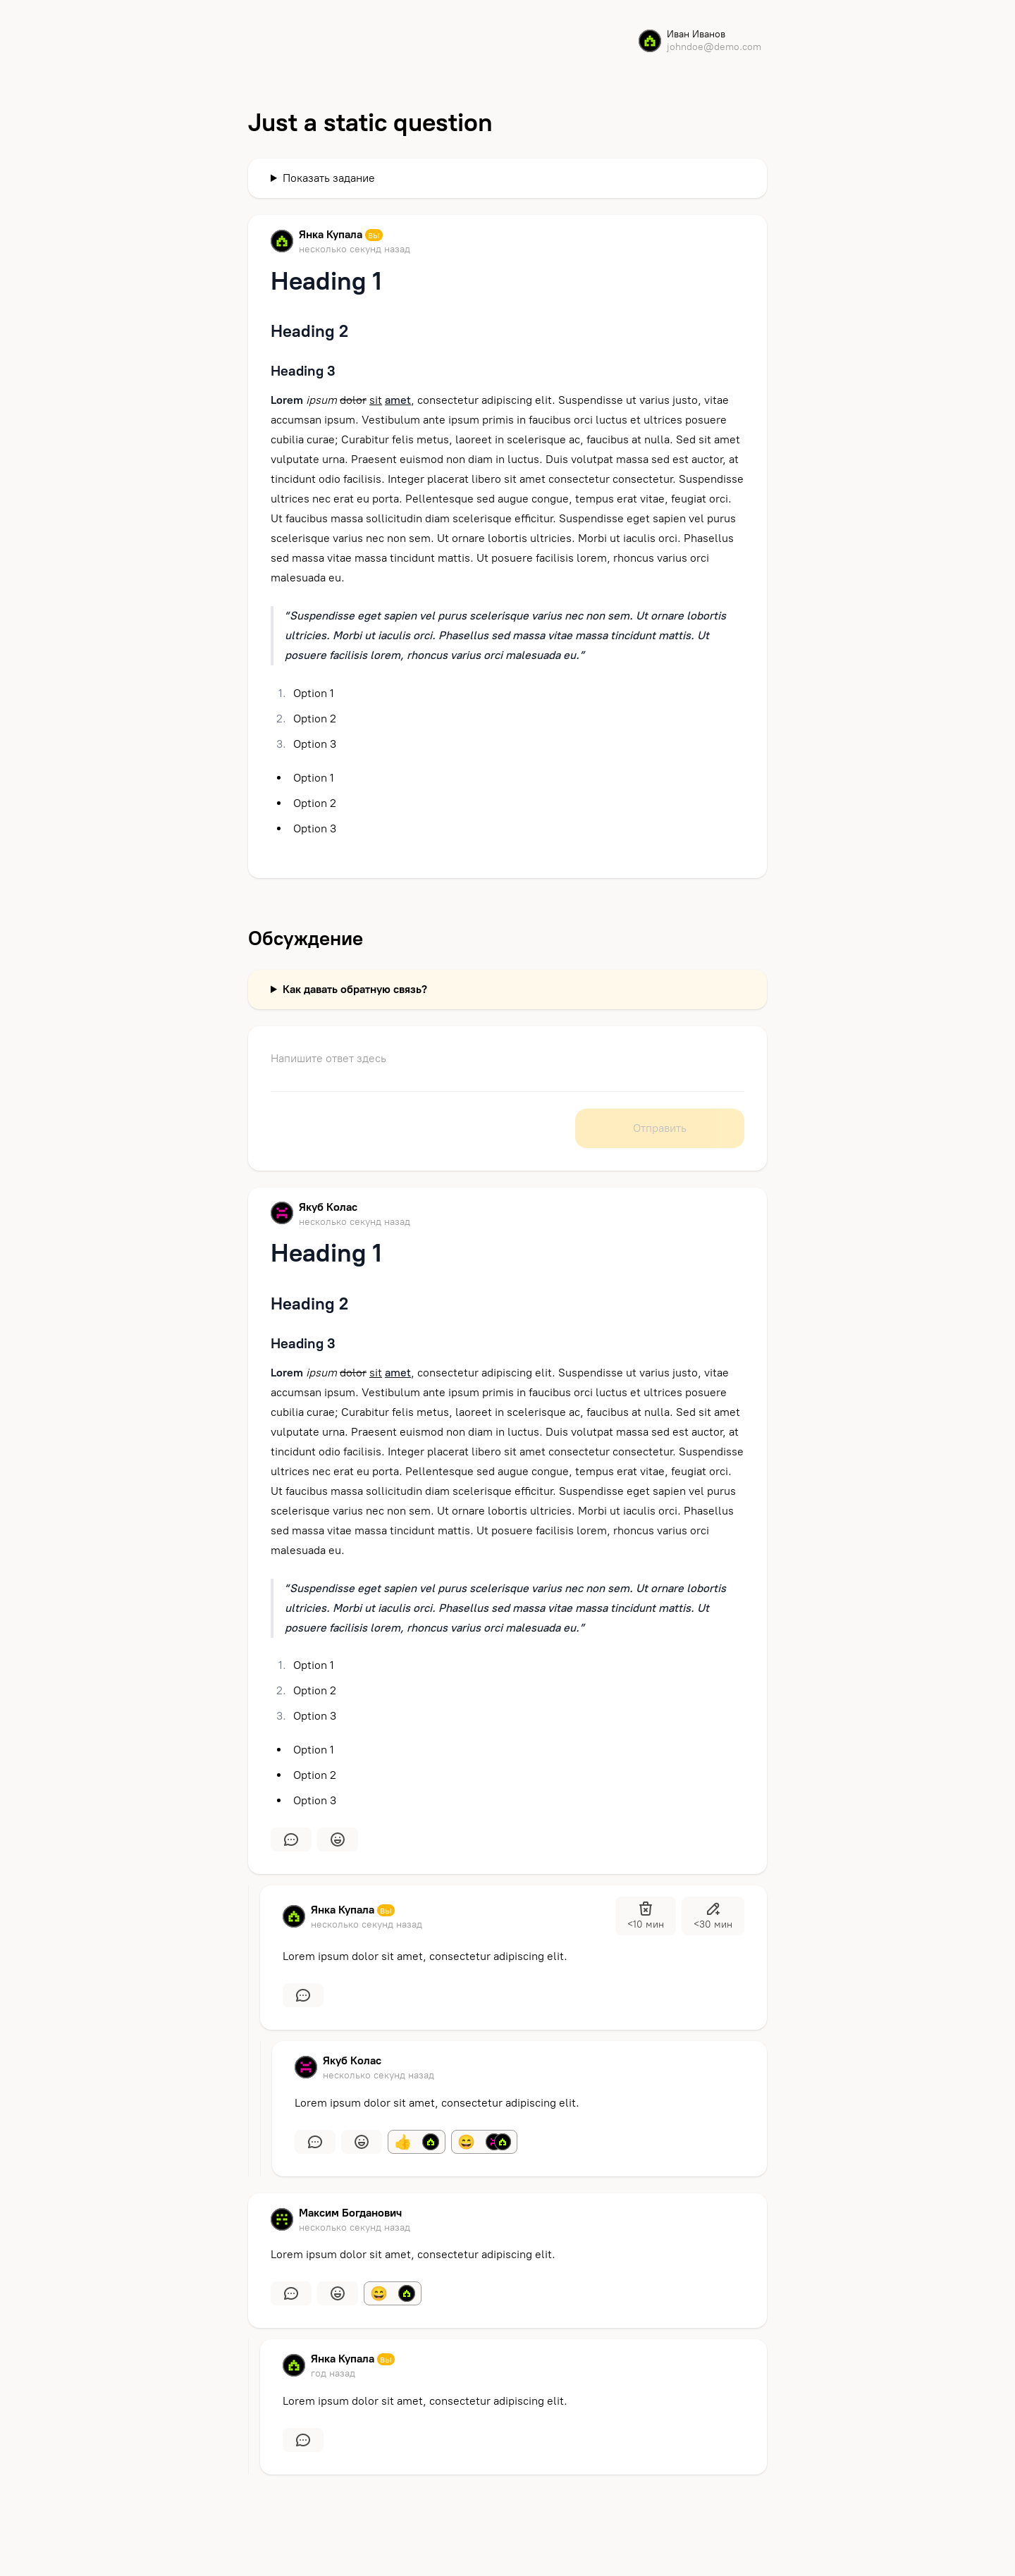 Иван Иванов
johndoe@demo.com
Just a static question
Показать задание
Янка Купала вы
несколько секунд назад
Heading 1
Heading 2
Heading 3
Lorem ipsum dolor sit amet, consectetur adipiscing elit. Suspendisse ut varius justo, vitae
accumsan ipsum. Vestibulum ante ipsum primis in faucibus orci luctus et ultrices posuere
cubilia curae; Curabitur felis metus, laoreet in scelerisque ac, faucibus at nulla. Sed sit amet
vulputate urna. Praesent euismod non diam in luctus. Duis volutpat massa sed est auctor, at
tincidunt odio facilisis. Integer placerat libero sit amet consectetur consectetur. Suspendisse
ultrices nec erat eu porta. Pellentesque sed augue congue, tempus erat vitae, feugiat orci.
Ut faucibus massa sollicitudin diam scelerisque efficitur. Suspendisse eget sapien vel purus
scelerisque varius nec non sem. Ut ornare lobortis ultricies. Morbi ut iaculis orci. Phasellus
sed massa vitae massa tincidunt mattis. Ut posuere facilisis lorem, rhoncus varius orci
malesuada eu.
“Suspendisse eget sapien vel purus scelerisque varius nec non sem. Ut ornare lobortis
ultricies. Morbi ut iaculis orci. Phasellus sed massa vitae massa tincidunt mattis. Ut
posuere facilisis lorem, rhoncus varius orci malesuada eu.”
1. Option 1
2. Option 2
3. Option 3
• Option 1
• Option 2
• Option 3
Обсуждение
Как давать обратную связь?
Напишите ответ здесь
Отправить
Якуб Колас
несколько секунд назад
Heading 1
Heading 2
Heading 3
Lorem ipsum dolor sit amet, consectetur adipiscing elit. Suspendisse ut varius justo, vitae
accumsan ipsum. Vestibulum ante ipsum primis in faucibus orci luctus et ultrices posuere
cubilia curae; Curabitur felis metus, laoreet in scelerisque ac, faucibus at nulla. Sed sit amet
vulputate urna. Praesent euismod non diam in luctus. Duis volutpat massa sed est auctor, at
tincidunt odio facilisis. Integer placerat libero sit amet consectetur consectetur. Suspendisse
ultrices nec erat eu porta. Pellentesque sed augue congue, tempus erat vitae, feugiat orci.
Ut faucibus massa sollicitudin diam scelerisque efficitur. Suspendisse eget sapien vel purus
scelerisque varius nec non sem. Ut ornare lobortis ultricies. Morbi ut iaculis orci. Phasellus
sed massa vitae massa tincidunt mattis. Ut posuere facilisis lorem, rhoncus varius orci
malesuada eu.
“Suspendisse eget sapien vel purus scelerisque varius nec non sem. Ut ornare lobortis
ultricies. Morbi ut iaculis orci. Phasellus sed massa vitae massa tincidunt mattis. Ut
posuere facilisis lorem, rhoncus varius orci malesuada eu.”
1. Option 1
2. Option 2
3. Option 3
• Option 1
• Option 2
• Option 3
Янка Купала вы
несколько секунд назад
<10 мин <30 мин
Lorem ipsum dolor sit amet, consectetur adipiscing elit.
Якуб Колас
несколько секунд назад
Lorem ipsum dolor sit amet, consectetur adipiscing elit.
Максим Богданович
несколько секунд назад
Lorem ipsum dolor sit amet, consectetur adipiscing elit.
Янка Купала вы
год назад
Lorem ipsum dolor sit amet, consectetur adipiscing elit.